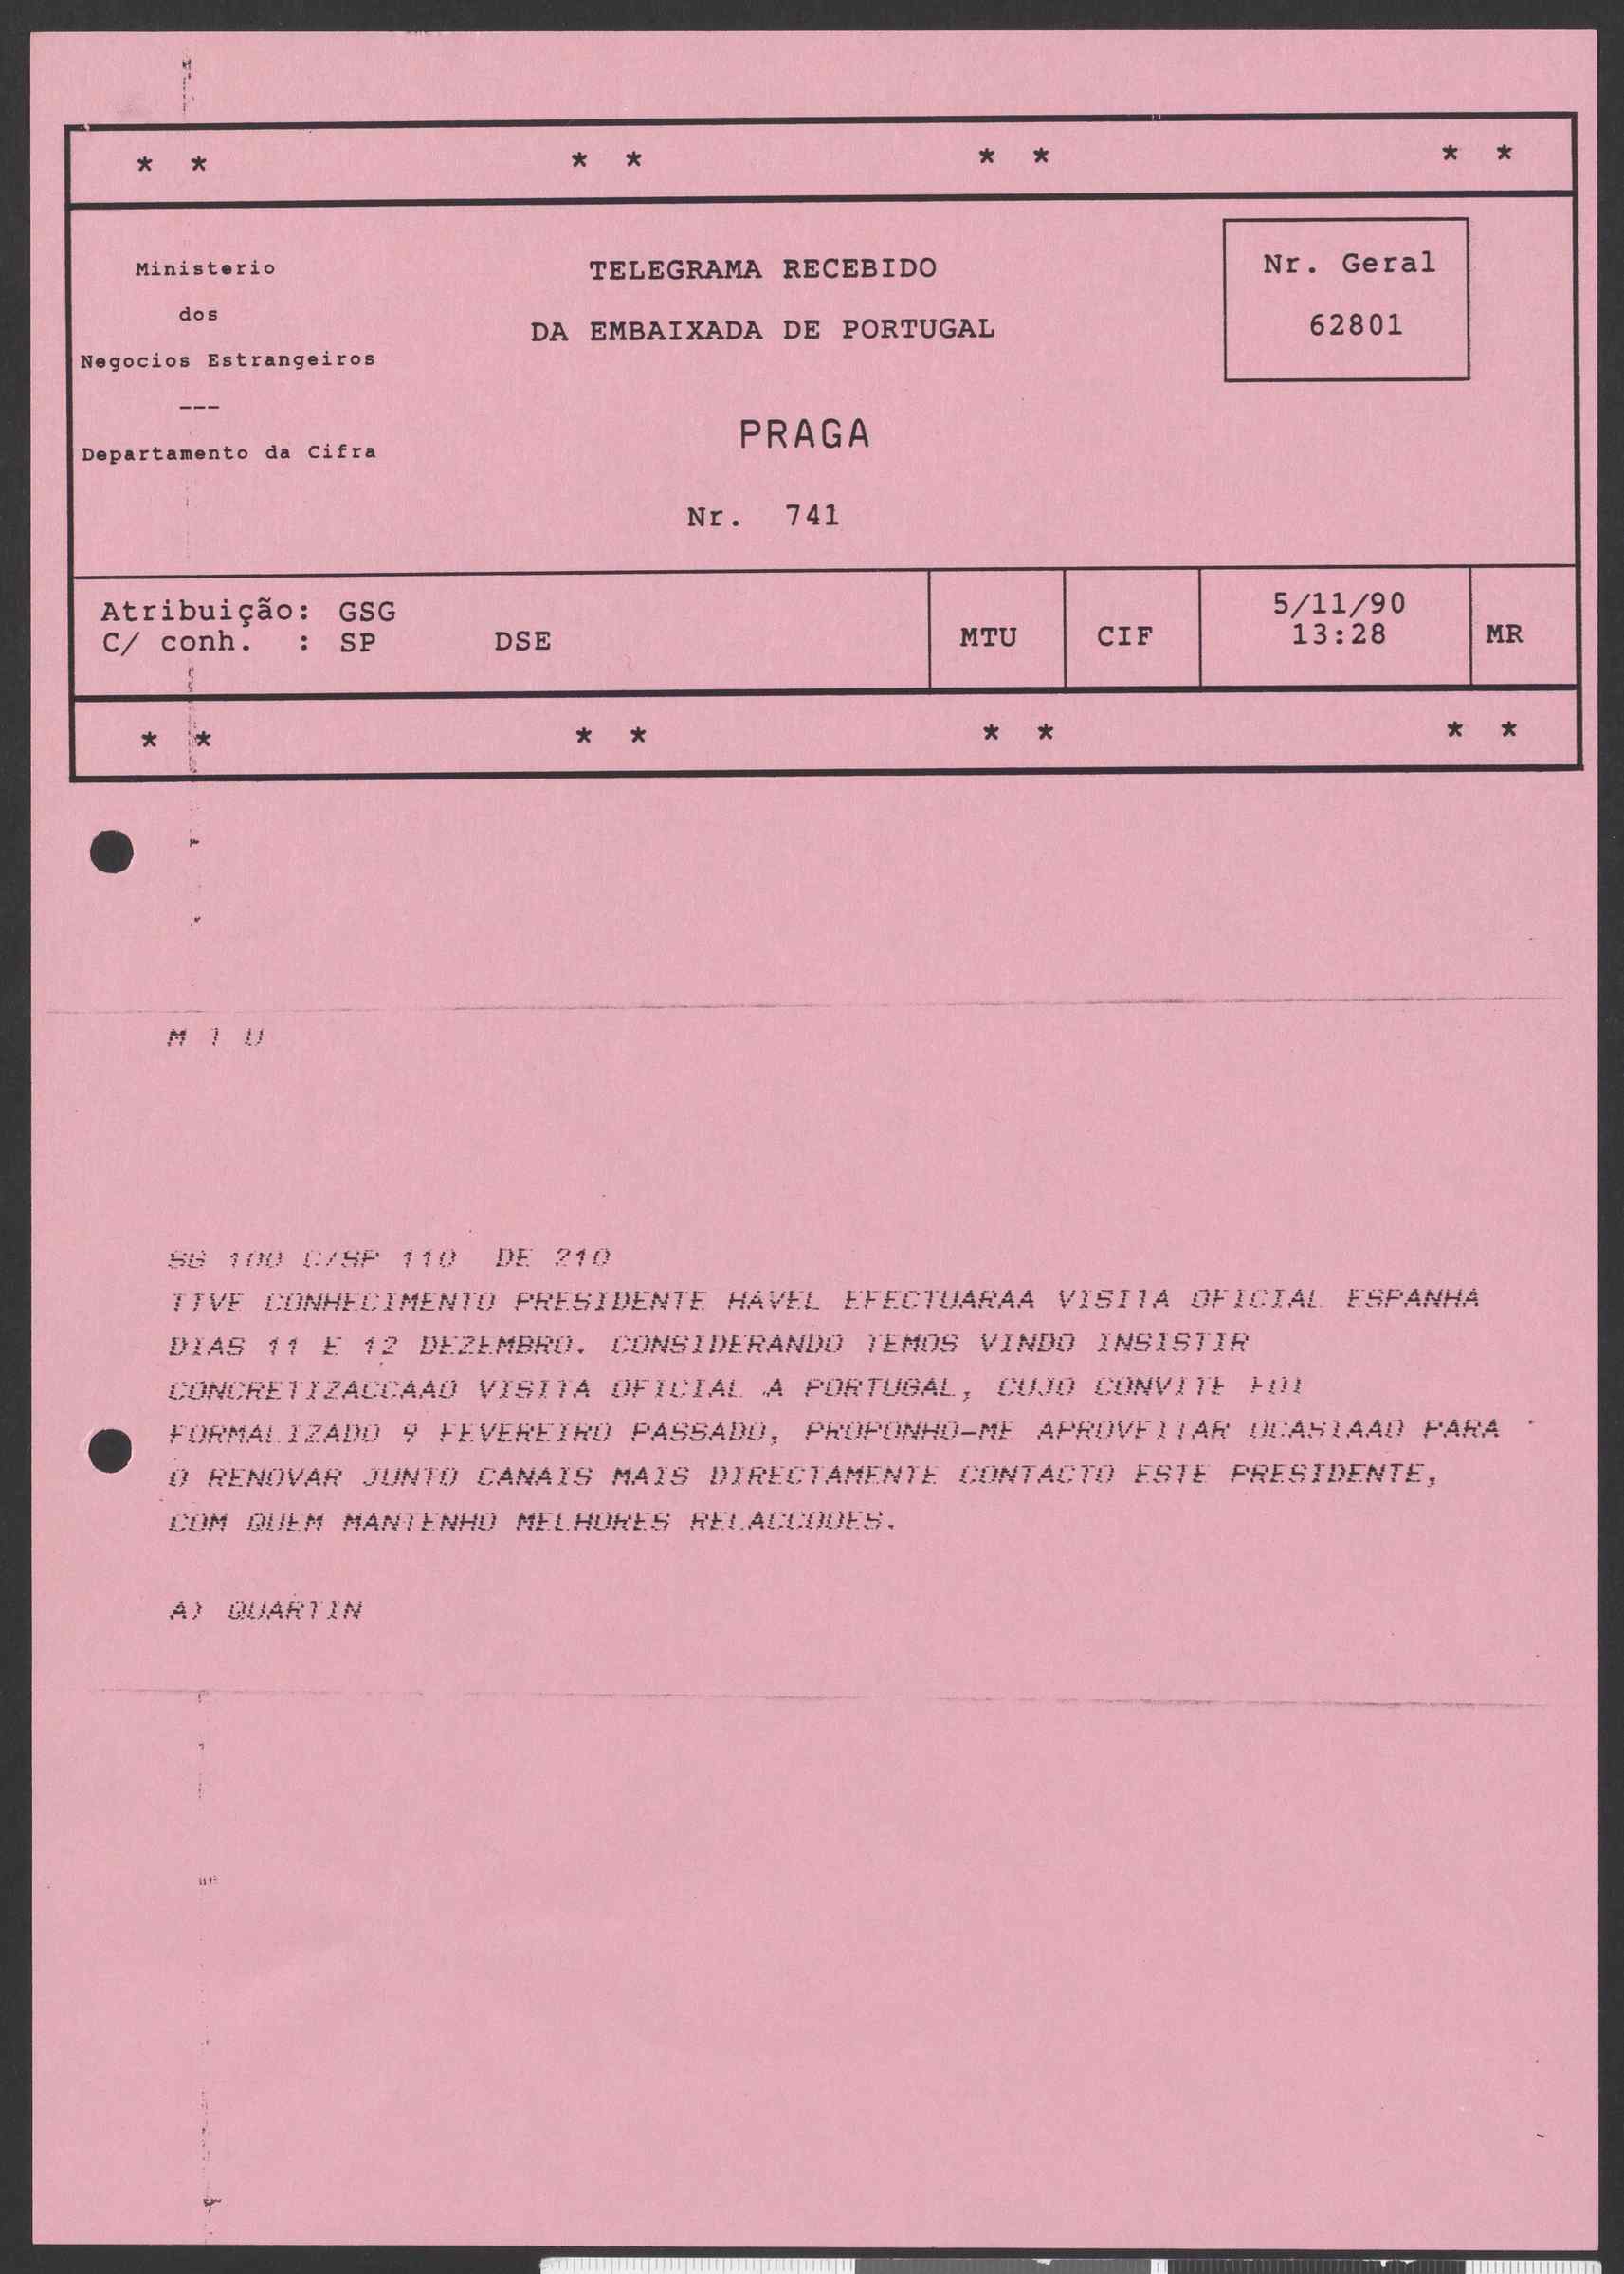 * * * * * * * *
Ministerio
dos
Negocios Estrangeiros
---
Departamento da Cifra
TELEGRAMA RECEBIDO
DA EMBAIXADA DE PORTUGAL
PRAGA
Nr. 741
Nr. Geral
62801
Atribuição: GSG
C/ conh. : SP DSE
MTU
CIF
5/11/90
13:28
MR
* * * * * * * *
M T U
SG 100 C/SP 110 DE 210
TIVE CONHECIMENTO PRESIDENTE HAVEL EFECTUARAA VISITA OFICIAL ESPANHA
DIAS 11 E 12 DEZEMBRO. CONSIDERANDO TEMOS VINDO INSISTIR
CONCRETIZACCAAO VISITA OFICIAL A PORTUGAL, CUJO CONVITE FOI
FORMALIZADO 9 FEVEREIRO PASSADO, PROPONHO-ME APROVEITAR OCASIAAO PARA
O RENOVAR JUNTO CANAIS MAIS DIRECTAMENTE CONTACTO ESTE PRESIDENTE,
COM QUEM MANTENHO MELHORES RELACCOOES.
A) QUARTIN